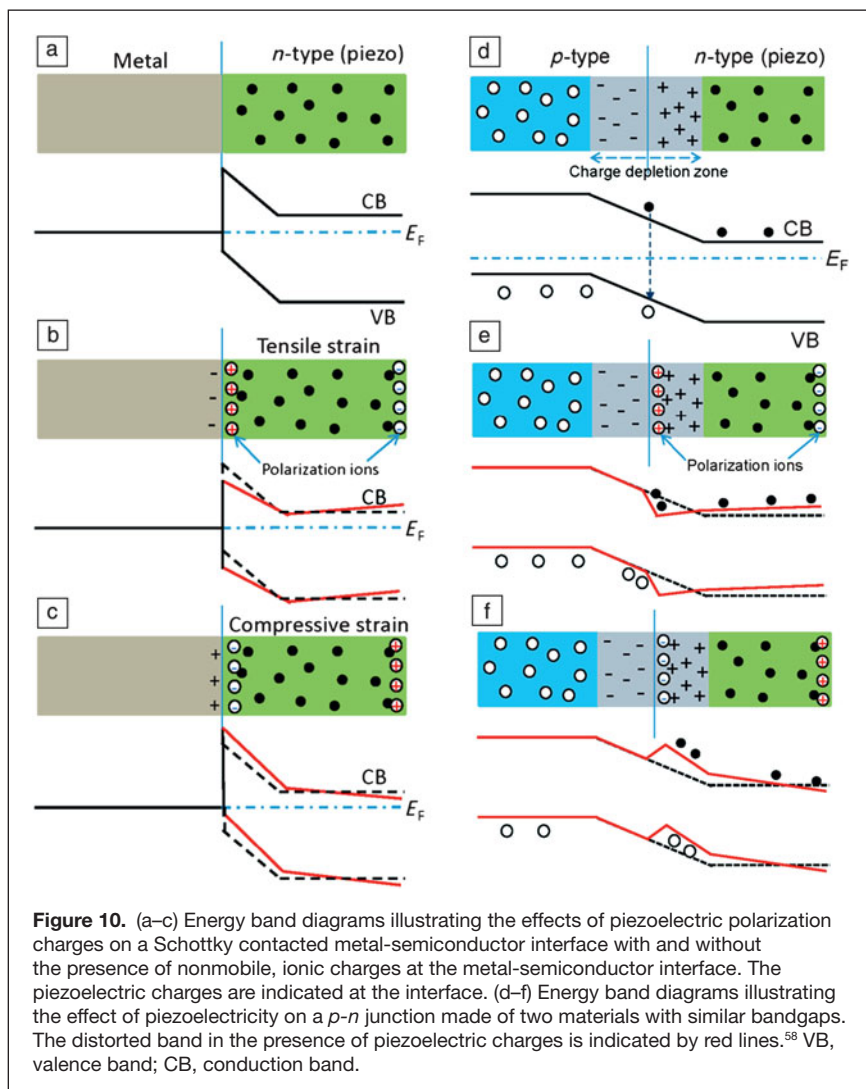 a
Metal
n-type (piezo)
CB
E_F
VB
b
Tensile strain
- + -
- + -
- + -
+ -
Polarization ions
CB
E_F
c
Compressive strain
+ - +
+ - +
+ - +
- +
CB
E_F
d
p-type
n-type (piezo)
- - + +
- - + +
- - + +
- - + +
Charge depletion zone
CB
E_F
VB
e
- - + + -
- - + + -
- - + + -
- - + + -
Polarization ions
f
- - - + +
- - - + +
- - - + +
- - - + +
Figure 10. (a–c) Energy band diagrams illustrating the effects of piezoelectric polarization
charges on a Schottky contacted metal-semiconductor interface with and without
the presence of nonmobile, ionic charges at the metal-semiconductor interface. The
piezoelectric charges are indicated at the interface. (d–f) Energy band diagrams illustrating
the effect of piezoelectricity on a p-n junction made of two materials with similar bandgaps.
The distorted band in the presence of piezoelectric charges is indicated by red lines.⁵⁸ VB,
valence band; CB, conduction band.